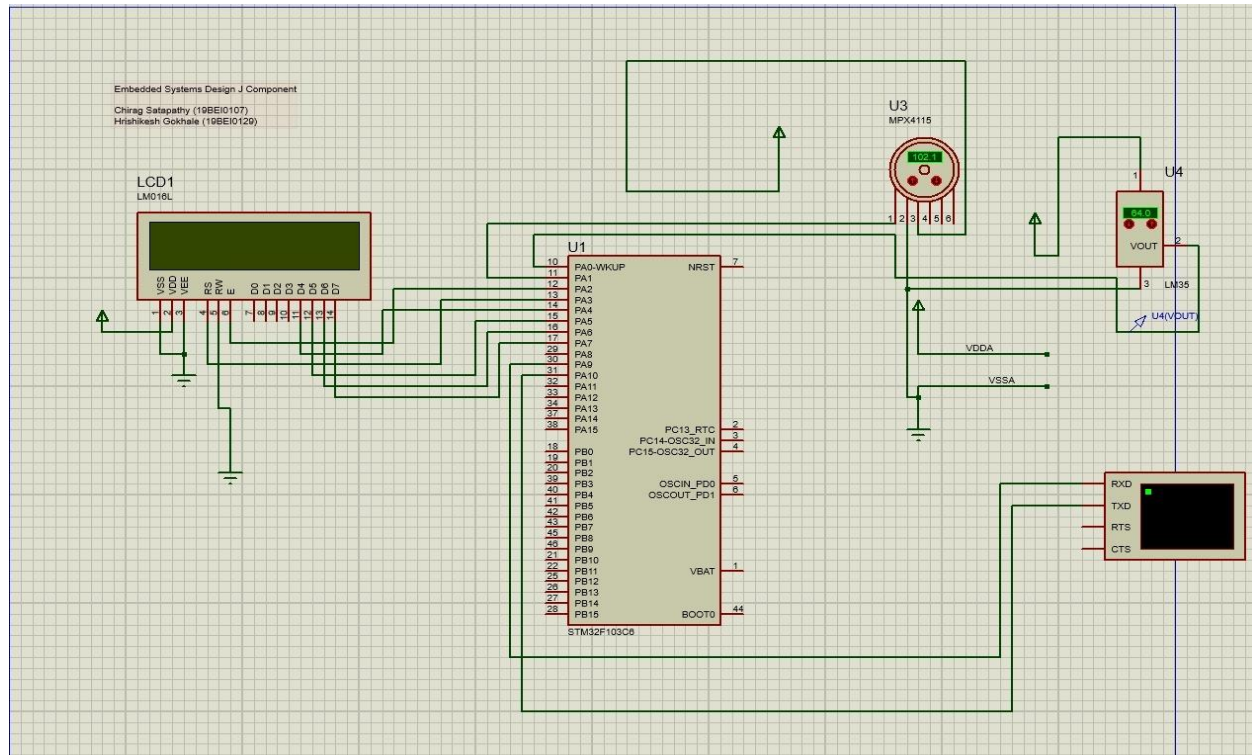 Embedded Systems Design J Component
Chirag Satapathy (19BEI0107)
Hrishikesh Gokhale (19BEI0129)
LCD1
LM016L
VSS
VDD
VEE
RS
RW
E
D0
D1
D2
D3
D4
D5
D6
D7
1
2
3
4
5
6
7
8
9
10
11
12
13
14
U3
MPX4115
102.1
1 2 3 4 5 6
U4
1
64.0
VOUT 2
3
LM35
U4(VOUT)
VDDA
VSSA
U1
10 PA0-WKUP NRST 7
11 PA1
12 PA2
13 PA3
14 PA4
15 PA5
16 PA6
17 PA7
29 PA8
30 PA9
31 PA10
32 PA11
33 PA12
34 PA13
37 PA14
38 PA15 PC13_RTC 2
PC14-OSC32_IN 3
18 PB0 PC15-OSC32_OUT 4
19 PB1
20 PB2
39 PB3 OSCIN_PD0 5
40 PB4 OSCOUT_PD1 6
41 PB5
42 PB6
43 PB7
45 PB8
46 PB9
21 PB10
22 PB11 VBAT 1
25 PB12
26 PB13
27 PB14
28 PB15 BOOT0 44
STM32F103C6
RXD
TXD
RTS
CTS